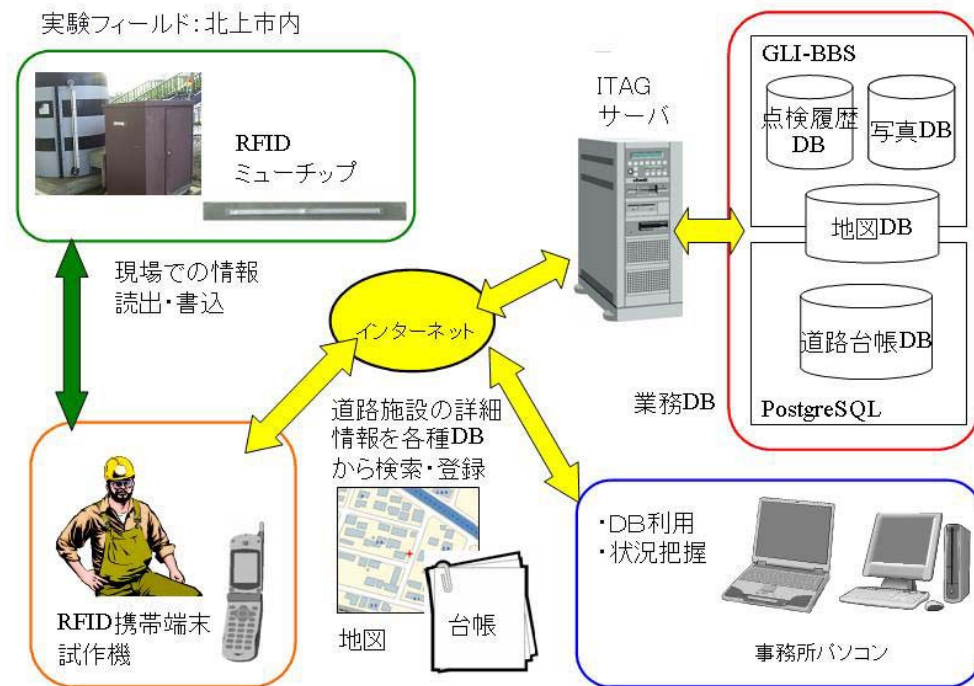 実験フィールド：北上市内
RFID
ミューチップ
現場での情報
読出・書込
RFID携帯端末
試作機
インターネット
道路施設の詳細
情報を各種DB
から検索・登録
地図
台帳
ITAG
サーバ
業務DB
GLI-BBS
点検履歴
DB
写真DB
地図DB
道路台帳DB
PostgreSQL
・DB利用
・状況把握
事務所パソコン